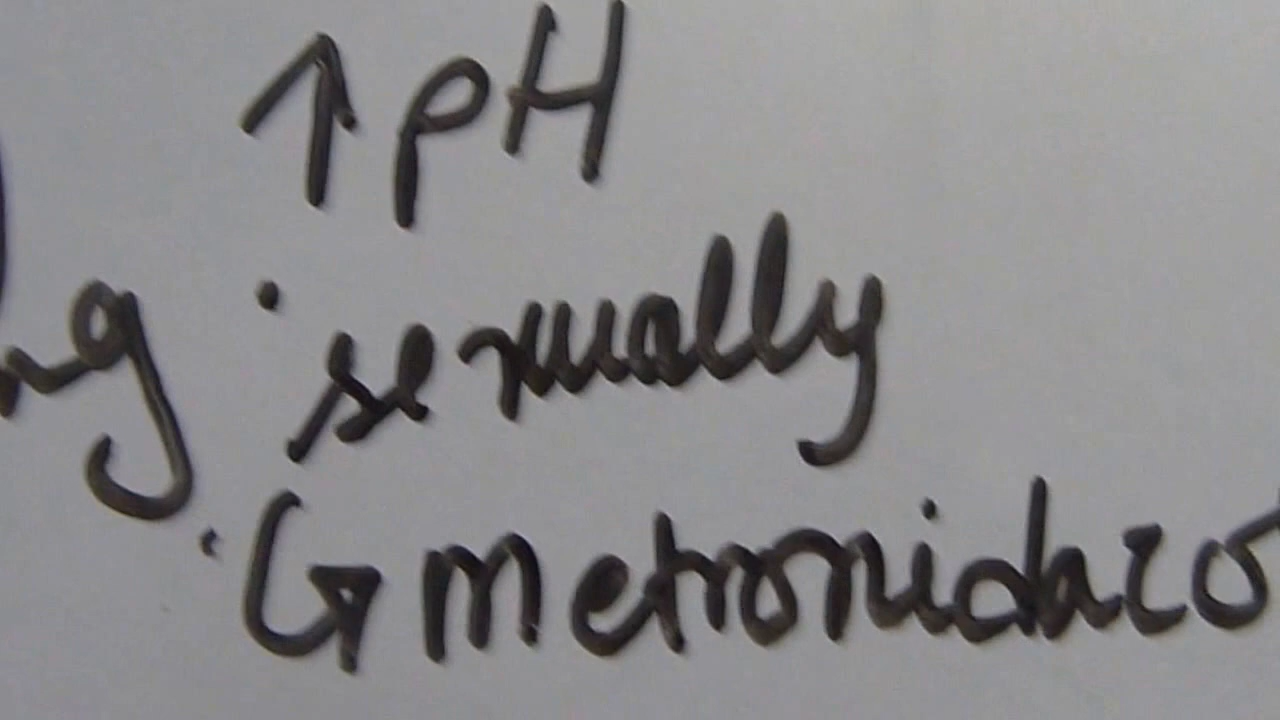 ↑ pH
· sexually
· G Metronidazo